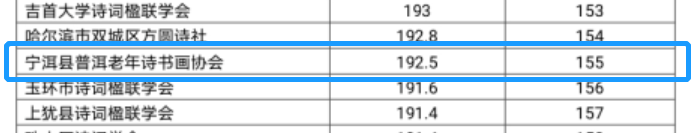 吉首大学诗词楹联学会 193 153
哈尔滨市双城区方圆诗社 192.8 154
宁洱县普洱老年诗书画协会 192.5 155
玉环市诗词楹联学会 191.6 156
上犹县诗词楹联学会 191.4 157